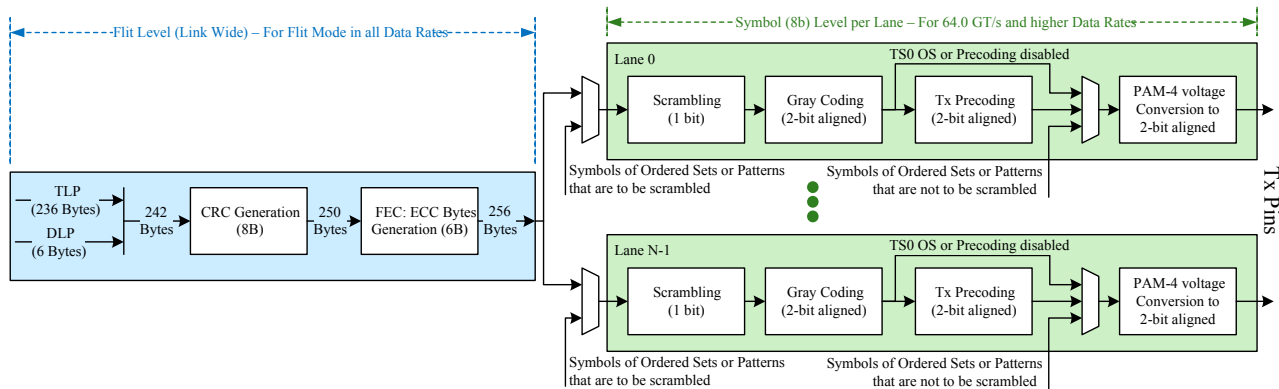 Flit Level (Link Wide) – For Flit Mode in all Data Rates
Symbol (8b) Level per Lane – For 64.0 GT/s and higher Data Rates
TLP
(236 Bytes)
DLP
(6 Bytes)
242
Bytes
CRC Generation
(8B)
250
Bytes
FEC: ECC Bytes
Generation (6B)
256
Bytes
Lane 0
TS0 OS or Precoding disabled
Scrambling
(1 bit)
Gray Coding
(2-bit aligned)
Tx Precoding
(2-bit aligned)
PAM-4 voltage
Conversion to
2-bit aligned
Symbols of Ordered Sets or Patterns
that are to be scrambled
Symbols of Ordered Sets or Patterns
that are not to be scrambled
Tx Pins
Lane N-1
TS0 OS or Precoding disabled
Scrambling
(1 bit)
Gray Coding
(2-bit aligned)
Tx Precoding
(2-bit aligned)
PAM-4 voltage
Conversion to
2-bit aligned
Symbols of Ordered Sets or Patterns
that are to be scrambled
Symbols of Ordered Sets or Patterns
that are not to be scrambled